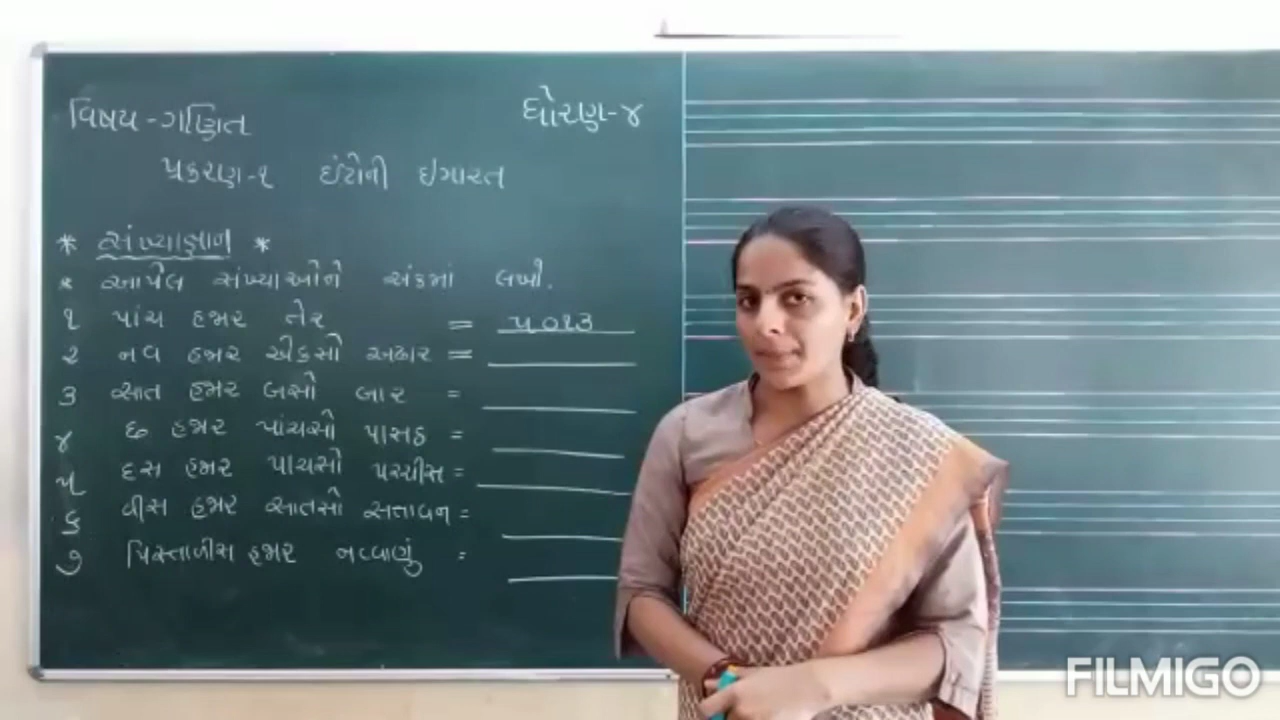 વિષય - ગણિત ધોરણ - ૪
પ્રકરણ - ૧ ઈંટોની ઇમારત
* સંખ્યાજ્ઞાન *
* આપેલ સંખ્યાઓને અંકમાં લખો.
૧ પાંચ હજાર તેર = ૫૦૧૩
૨ નવ હજાર એકસો અઢાર =
૩ સાત હજાર બસો બાર =
૪ છ હજાર પાંચસો પાસઠ =
૫ દસ હજાર પાચસો પચ્ચીસ =
૬ વીસ હજાર સાતસો સત્તાવન =
૭ પિસ્તાળીસ હજાર નવ્વાણું =
FILMIGO